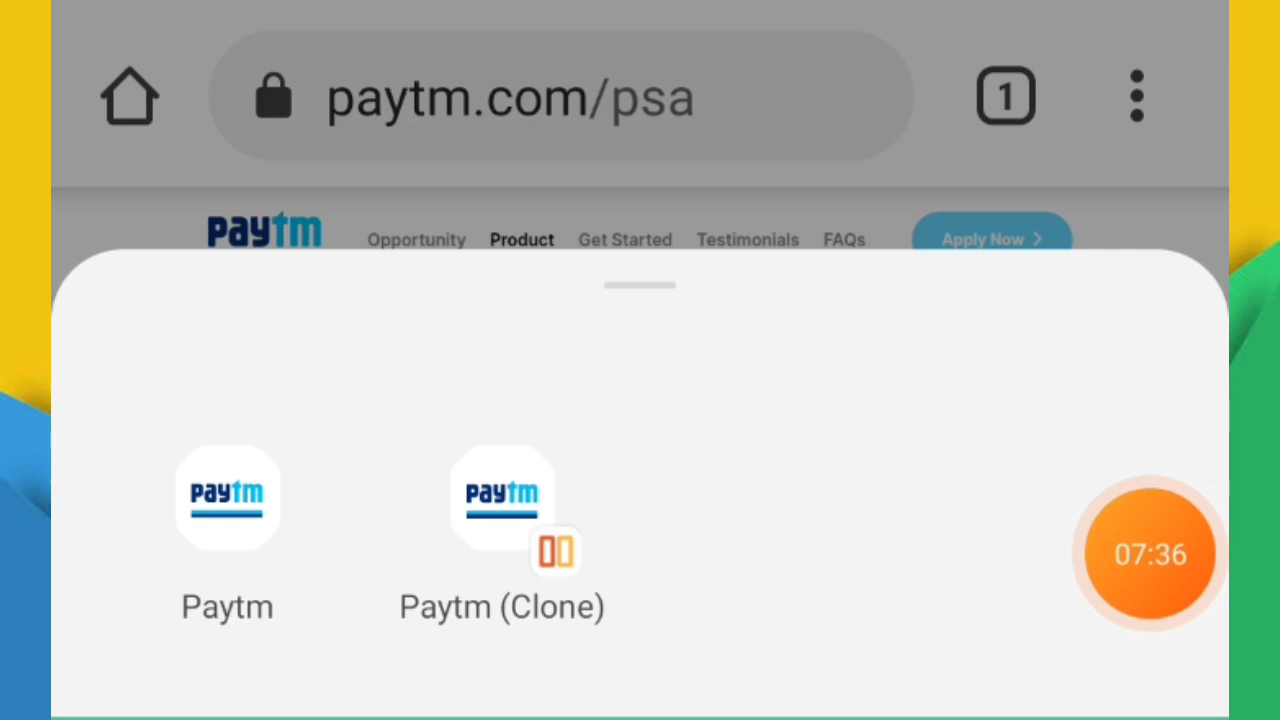 paytm.com/psa
1
paytm Opportunity Product Get Started Testimonials FAQs Apply Now
paytm paytm
07:36
Paytm Paytm (Clone)